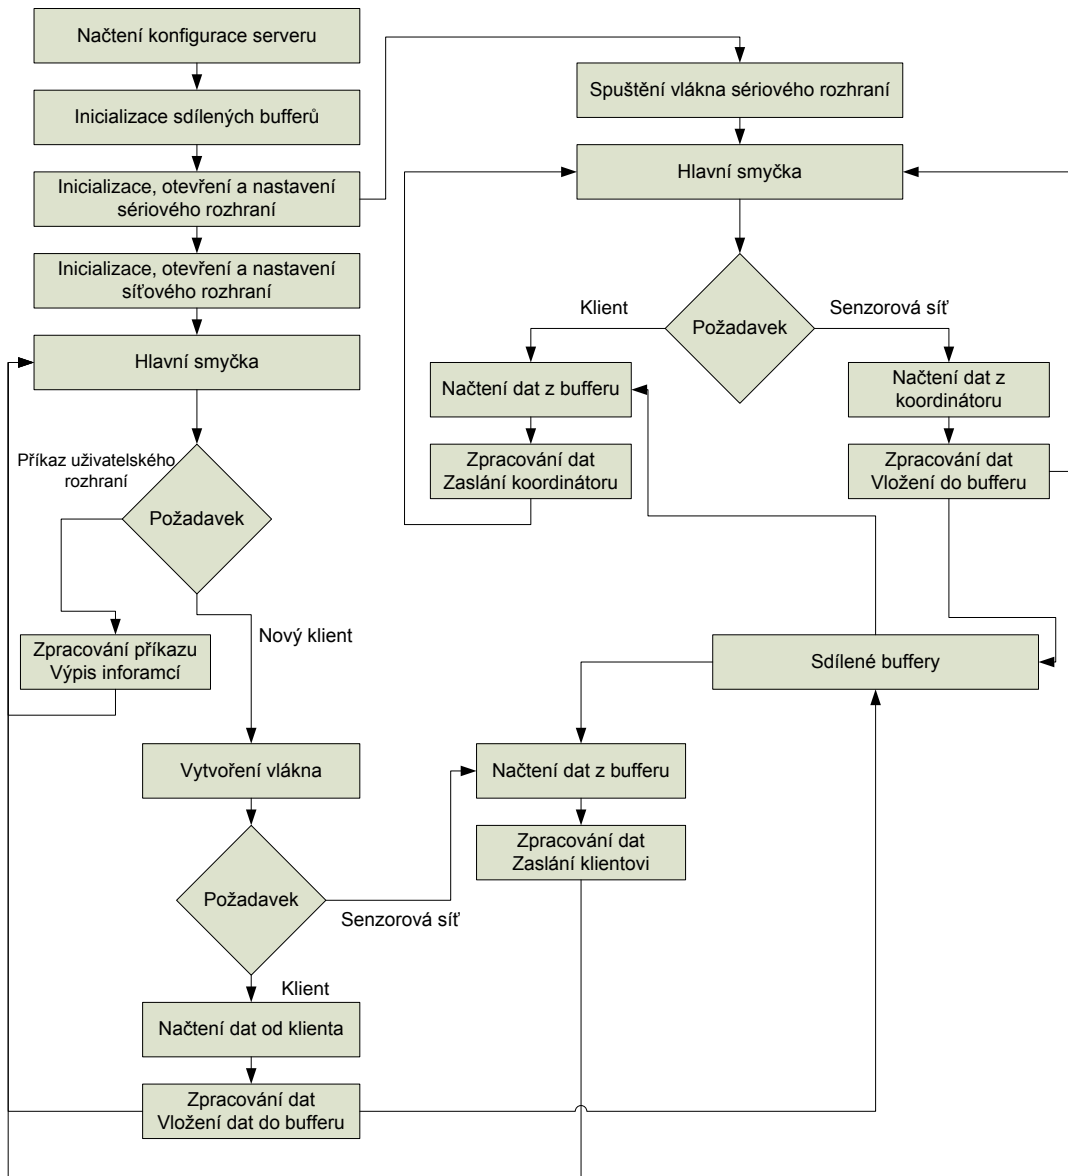 Načtení konfigurace serveru
Inicializace sdílených bufferů
Inicializace, otevření a nastavení
sériového rozhraní
Inicializace, otevření a nastavení
síťového rozhraní
Hlavní smyčka
Příkaz uživatelského
rozhraní
Požadavek
Zpracování příkazu
Výpis inforamcí
Nový klient
Vytvoření vlákna
Požadavek
Senzorová síť
Klient
Načtení dat od klienta
Zpracování dat
Vložení dat do bufferu
Spuštění vlákna sériového rozhraní
Hlavní smyčka
Požadavek
Klient
Senzorová síť
Načtení dat z bufferu
Zpracování dat
Zaslání koordinátoru
Načtení dat z
koordinátoru
Zpracování dat
Vložení do bufferu
Sdílené buffery
Načtení dat z bufferu
Zpracování dat
Zaslání klientovi